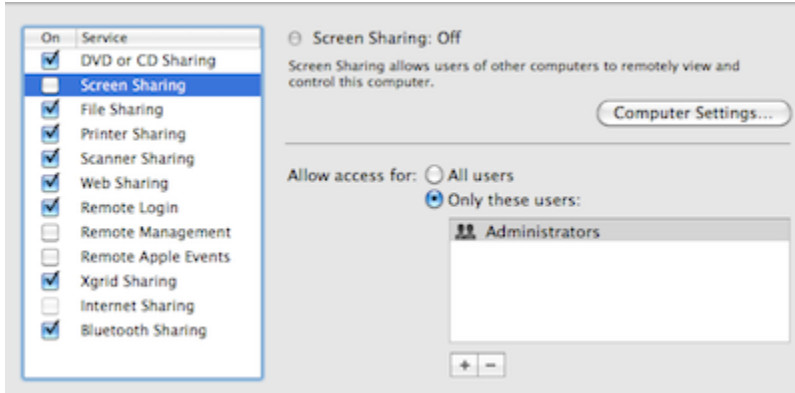 On Service
DVD or CD Sharing
Screen Sharing
File Sharing
Printer Sharing
Scanner Sharing
Web Sharing
Remote Login
Remote Management
Remote Apple Events
Xgrid Sharing
Internet Sharing
Bluetooth Sharing
Screen Sharing: Off
Screen Sharing allows users of other computers to remotely view and
control this computer.
Computer Settings...
Allow access for: All users
Only these users:
Administrators
+ −